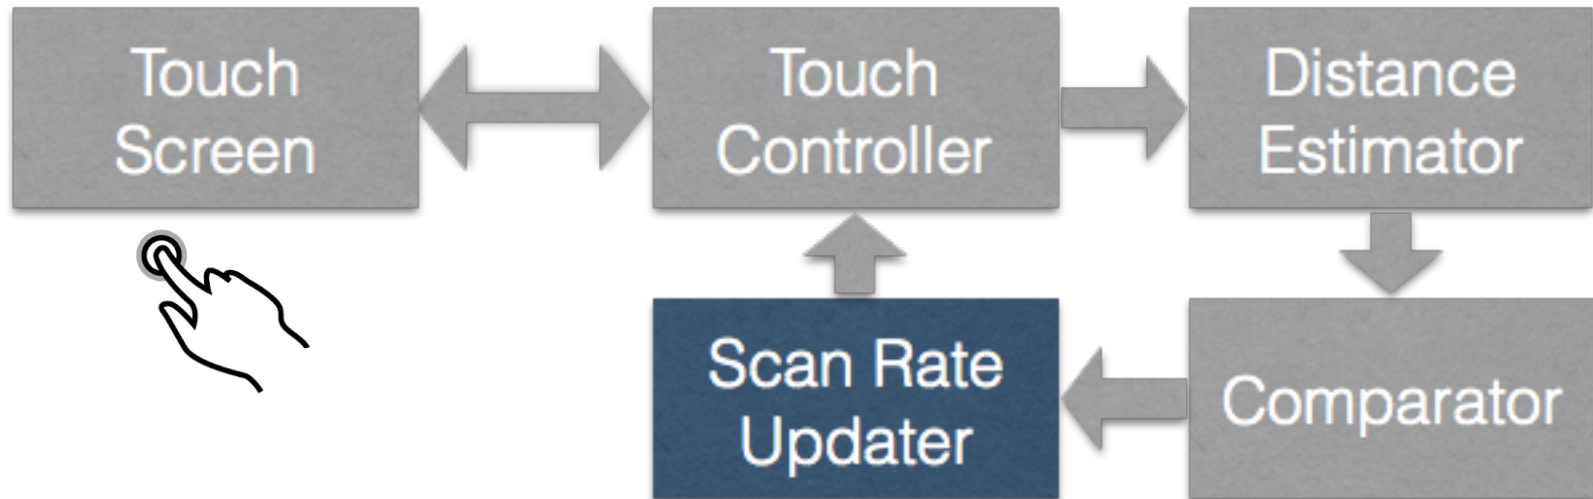 Touch
Screen
Touch
Controller
Distance
Estimator
Scan Rate
Updater
Comparator